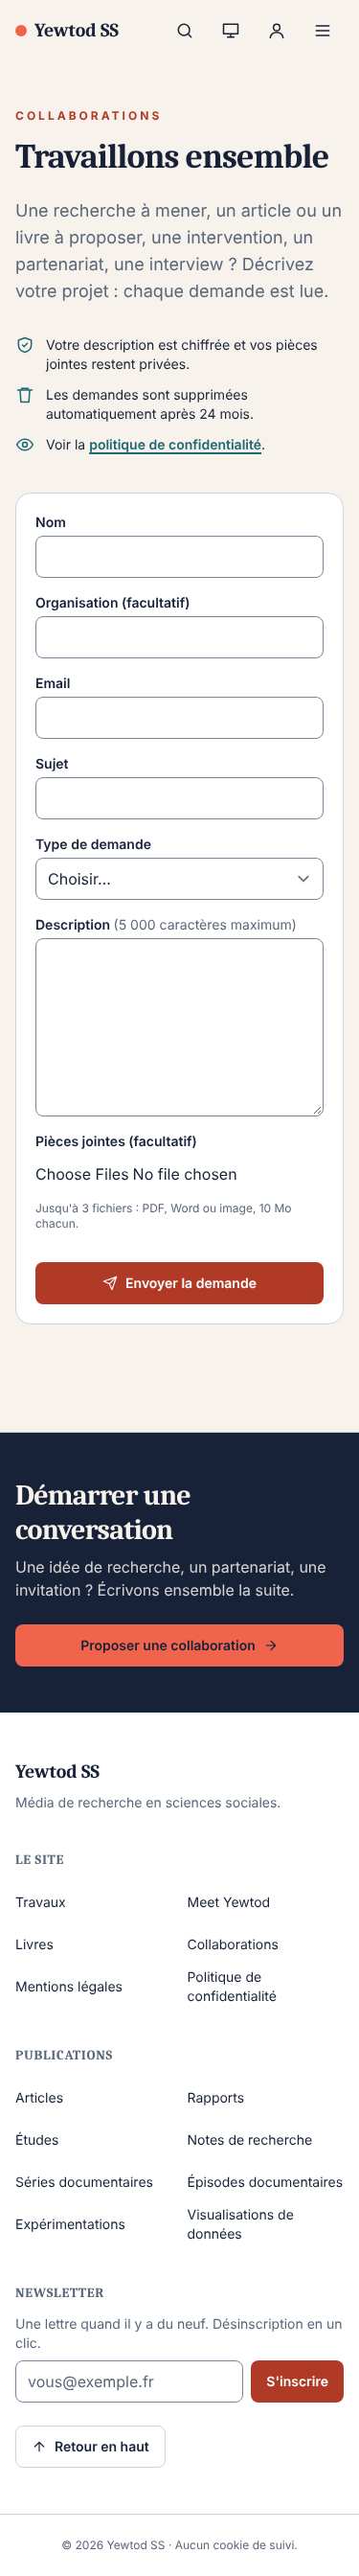 Yewtod SS
COLLABORATIONS
Travaillons ensemble
Une recherche à mener, un article ou un
livre à proposer, une intervention, un
partenariat, une interview ? Décrivez
votre projet : chaque demande est lue.
Votre description est chiffrée et vos pièces
jointes restent privées.
Les demandes sont supprimées
automatiquement après 24 mois.
Voir la politique de confidentialité.
Nom
Organisation (facultatif)
Email
Sujet
Type de demande
Choisir...
Description (5 000 caractères maximum)
Pièces jointes (facultatif)
Choose Files No file chosen
Jusqu'à 3 fichiers : PDF, Word ou image, 10 Mo
chacun.
Envoyer la demande
Démarrer une
conversation
Une idée de recherche, un partenariat, une
invitation ? Écrivons ensemble la suite.
Proposer une collaboration
Yewtod SS
Média de recherche en sciences sociales.
LE SITE
Travaux
Meet Yewtod
Livres
Collaborations
Mentions légales
Politique de
confidentialité
PUBLICATIONS
Articles
Rapports
Études
Notes de recherche
Séries documentaires
Épisodes documentaires
Expérimentations
Visualisations de
données
NEWSLETTER
Une lettre quand il y a du neuf. Désinscription en un
clic.
vous@exemple.fr
S'inscrire
Retour en haut
© 2026 Yewtod SS · Aucun cookie de suivi.